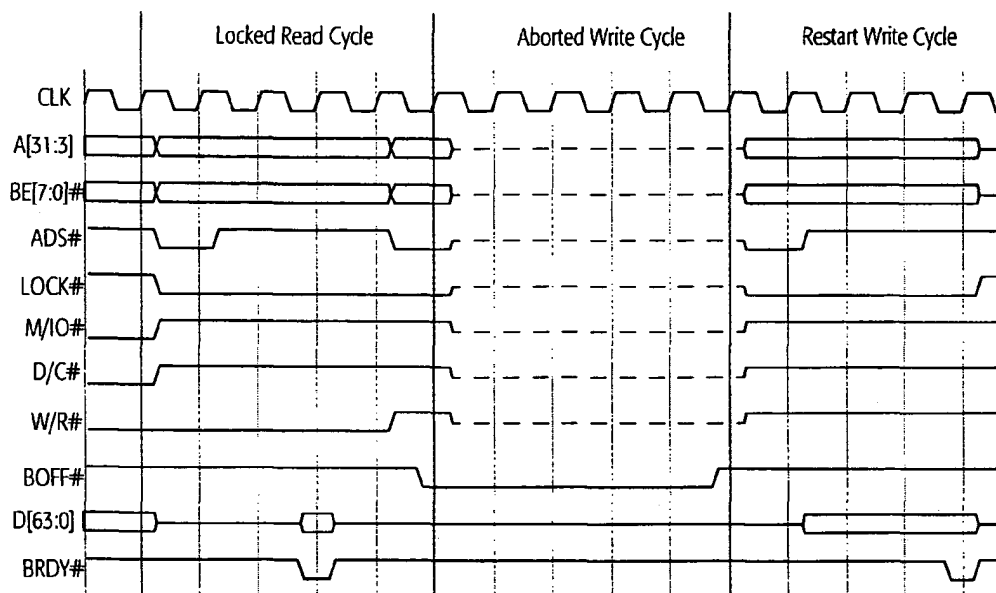 Locked Read Cycle Aborted Write Cycle Restart Write Cycle
CLK
A[31:3]
BE[7:0]#
ADS#
LOCK#
M/IO#
D/C#
W/R#
BOFF#
D[63:0]
BRDY#